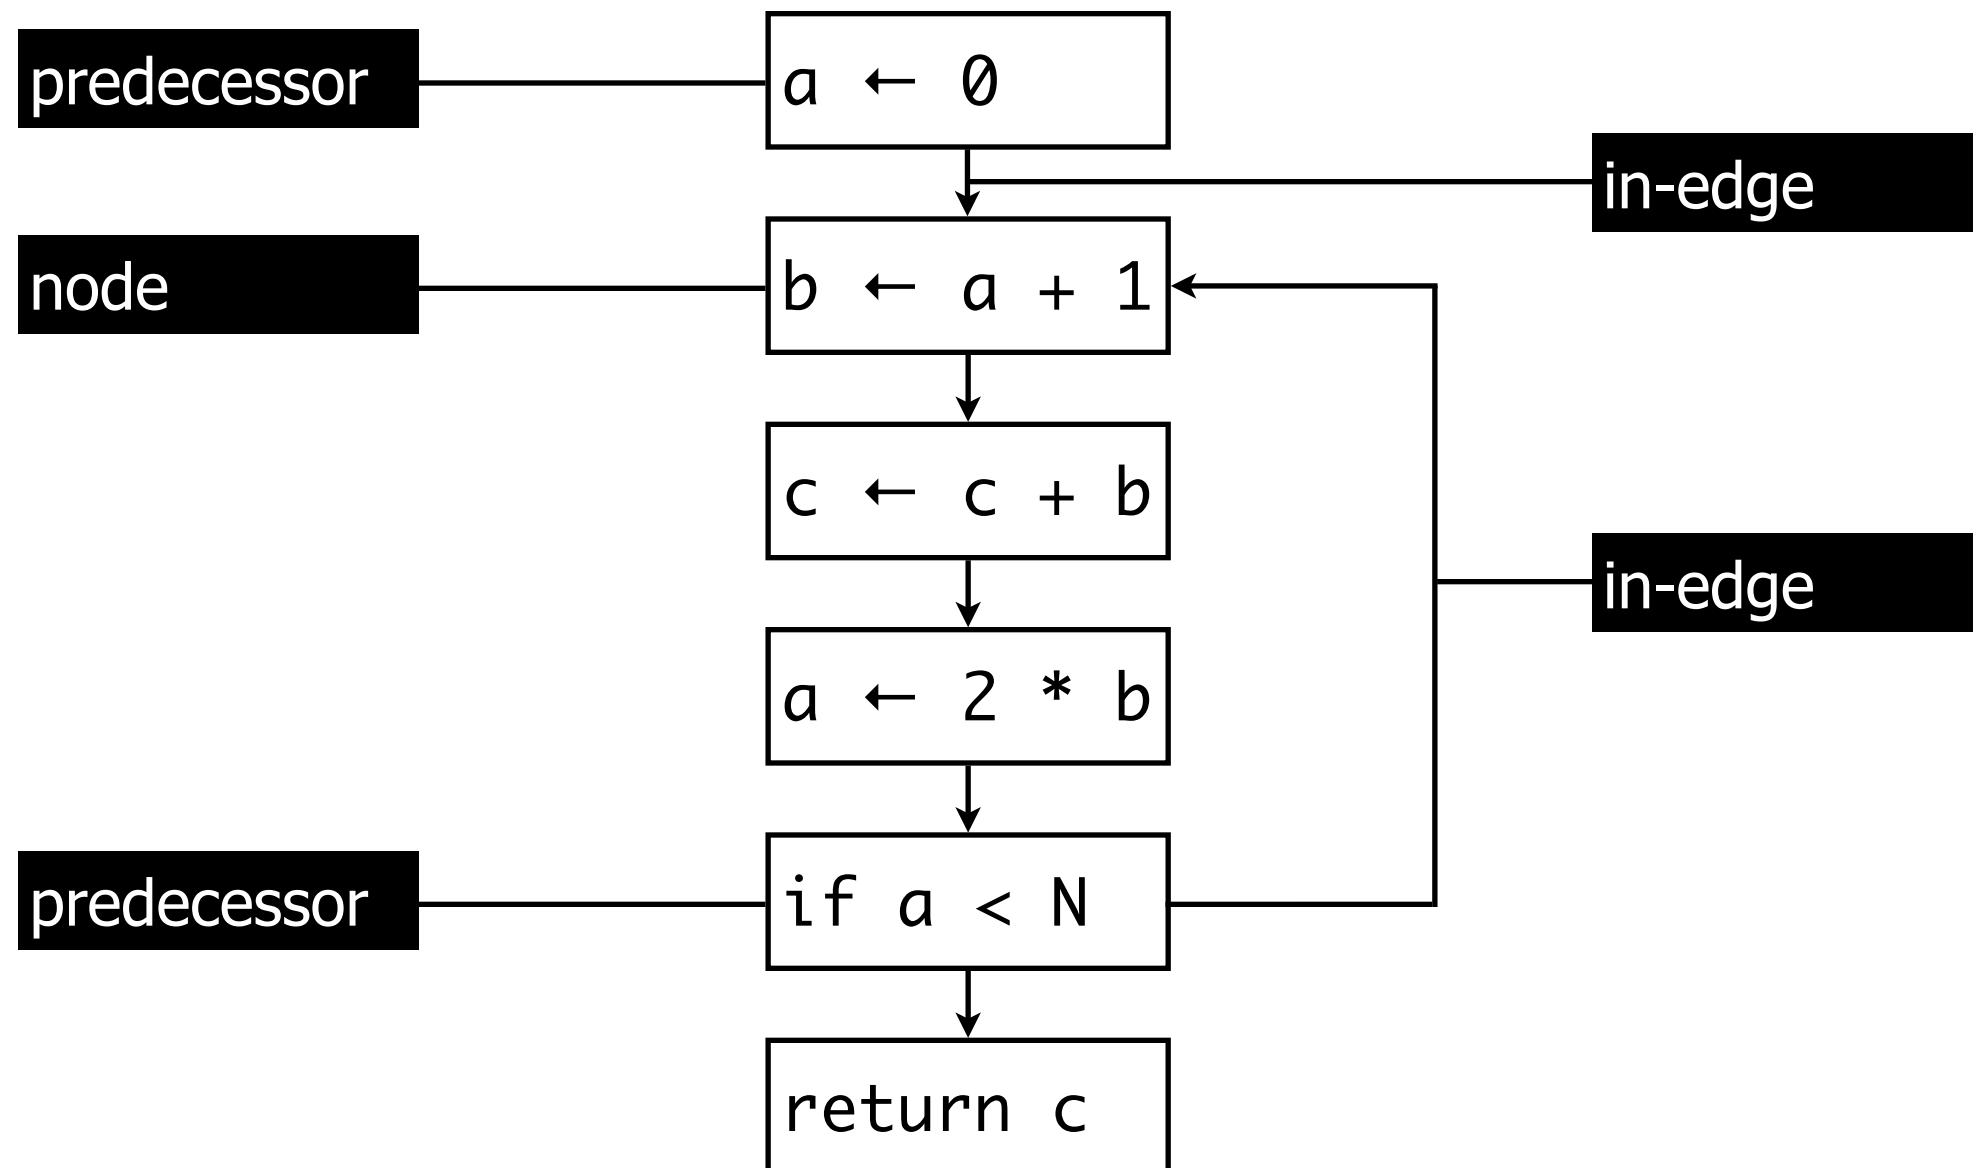 predecessor
a ← 0
in-edge
node
b ← a + 1
c ← c + b
in-edge
a ← 2 * b
predecessor
if a < N
return c